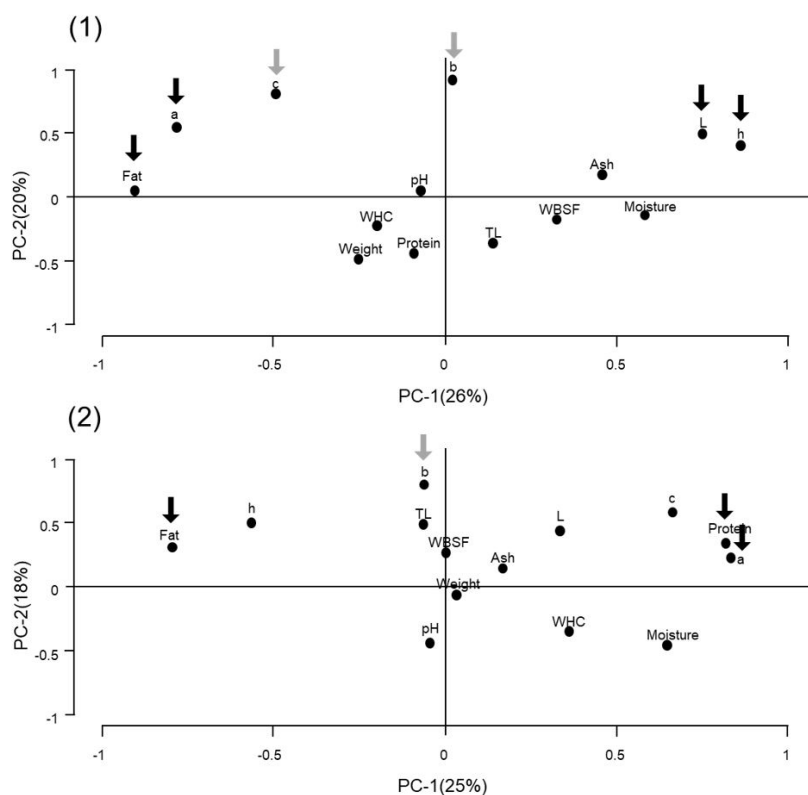 (1)
1
0.5
0
-0.5
-1
PC-2(20%)
c
b
a
L
h
Fat
pH
Ash
WHC
WBSF
Moisture
Weight
Protein
TL
-1
-0.5
0
0.5
1
PC-1(26%)
(2)
1
0.5
0
-0.5
-1
PC-2(18%)
b
h
c
TL
L
Protein
Fat
WBSF
Ash
a
Weight
pH
WHC
Moisture
-1
-0.5
0
0.5
1
PC-1(25%)